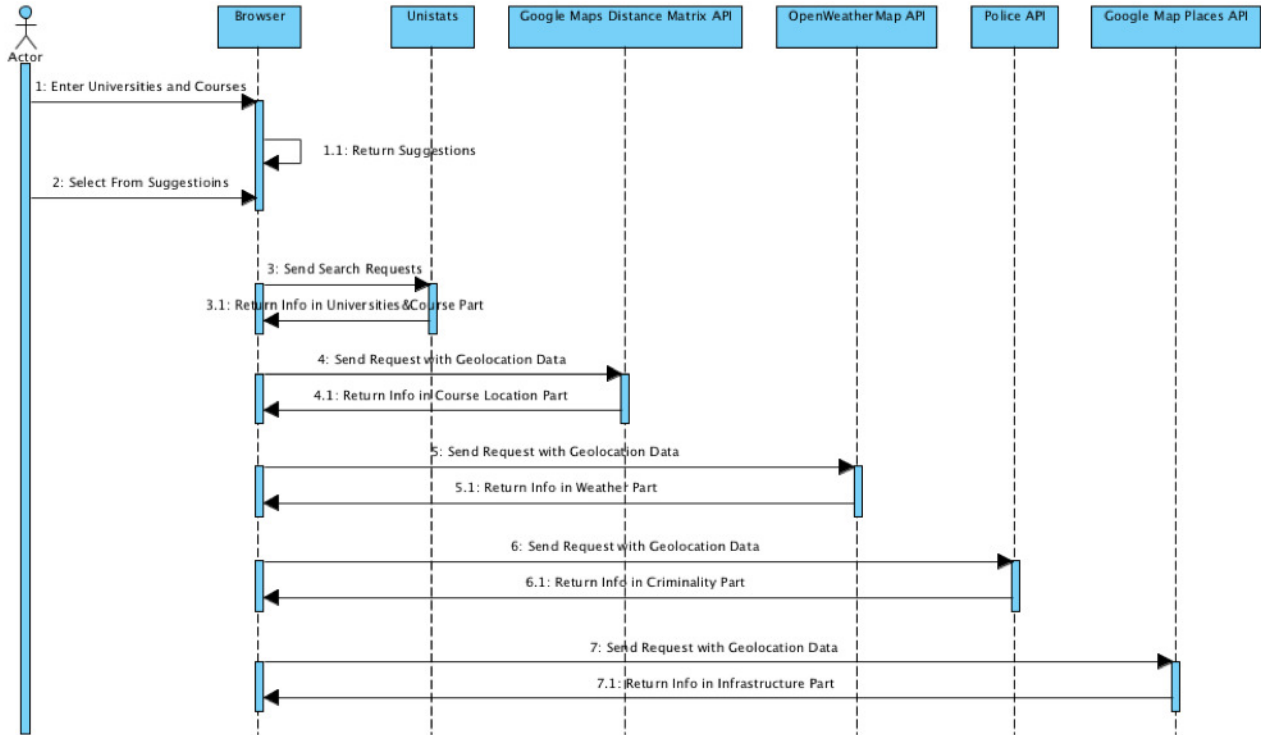 Browser
Unistats
Google Maps Distance Matrix API
OpenWeatherMap API
Police API
Google Map Places API
Actor
1: Enter Universities and Courses
1.1: Return Suggestions
2: Select From Suggestioins
3: Send Search Requests
3.1: Return Info in Universities&Course Part
4: Send Request with Geolocation Data
4.1: Return Info in Course Location Part
5: Send Request with Geolocation Data
5.1: Return Info in Weather Part
6: Send Request with Geolocation Data
6.1: Return Info in Criminality Part
7: Send Request with Geolocation Data
7.1: Return Info in Infrastructure Part